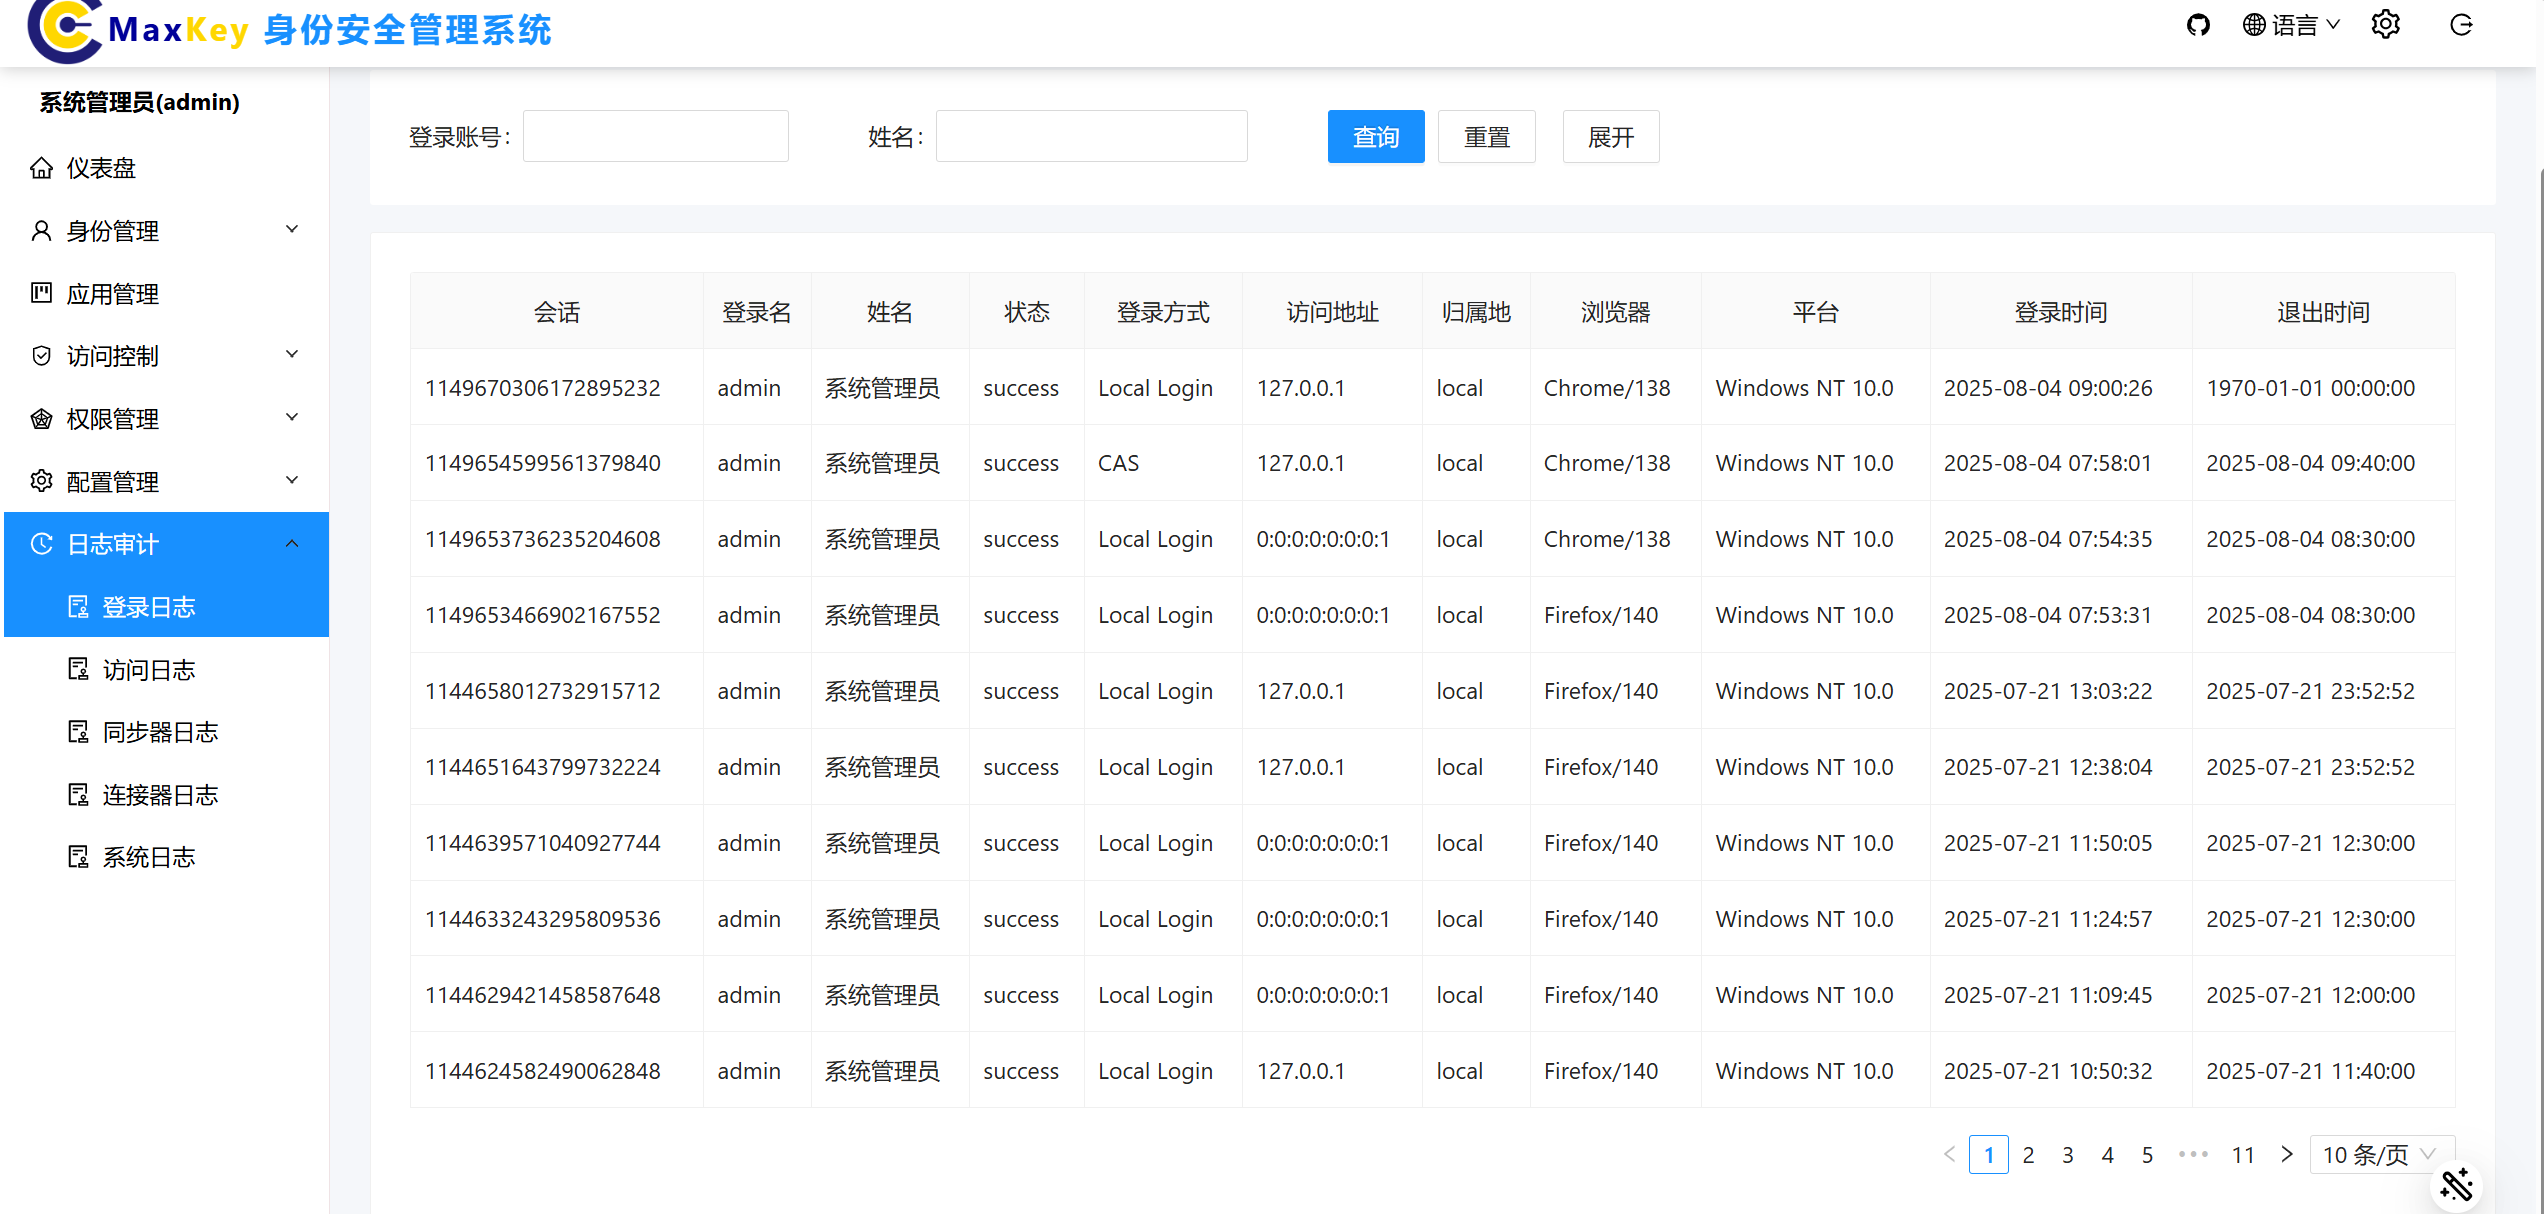 MaxKey 身份安全管理系统
语言
系统管理员(admin)
仪表盘
身份管理
应用管理
访问控制
权限管理
配置管理
日志审计
登录日志
访问日志
同步器日志
连接器日志
系统日志
登录账号: 姓名: 查询 重置 展开
会话 登录名 姓名 状态 登录方式 访问地址 归属地 浏览器 平台 登录时间 退出时间
1149670306172895232 admin 系统管理员 success Local Login 127.0.0.1 local Chrome/138 Windows NT 10.0 2025-08-04 09:00:26 1970-01-01 00:00:00
1149654599561379840 admin 系统管理员 success CAS 127.0.0.1 local Chrome/138 Windows NT 10.0 2025-08-04 07:58:01 2025-08-04 09:40:00
1149653736235204608 admin 系统管理员 success Local Login 0:0:0:0:0:0:0:1 local Chrome/138 Windows NT 10.0 2025-08-04 07:54:35 2025-08-04 08:30:00
1149653466902167552 admin 系统管理员 success Local Login 0:0:0:0:0:0:0:1 local Firefox/140 Windows NT 10.0 2025-08-04 07:53:31 2025-08-04 08:30:00
1144658012732915712 admin 系统管理员 success Local Login 127.0.0.1 local Firefox/140 Windows NT 10.0 2025-07-21 13:03:22 2025-07-21 23:52:52
1144651643799732224 admin 系统管理员 success Local Login 127.0.0.1 local Firefox/140 Windows NT 10.0 2025-07-21 12:38:04 2025-07-21 23:52:52
1144639571040927744 admin 系统管理员 success Local Login 0:0:0:0:0:0:0:1 local Firefox/140 Windows NT 10.0 2025-07-21 11:50:05 2025-07-21 12:30:00
1144633243295809536 admin 系统管理员 success Local Login 0:0:0:0:0:0:0:1 local Firefox/140 Windows NT 10.0 2025-07-21 11:24:57 2025-07-21 12:30:00
1144629421458587648 admin 系统管理员 success Local Login 0:0:0:0:0:0:0:1 local Firefox/140 Windows NT 10.0 2025-07-21 11:09:45 2025-07-21 12:00:00
1144624582490062848 admin 系统管理员 success Local Login 127.0.0.1 local Firefox/140 Windows NT 10.0 2025-07-21 10:50:32 2025-07-21 11:40:00
1 2 3 4 5 ••• 11 10 条/页